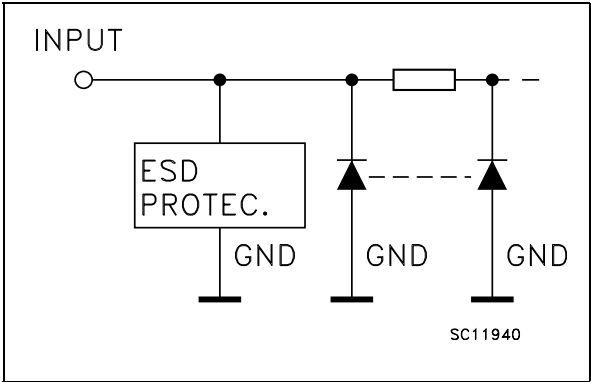 INPUT
ESD
PROTEC.
GND
GND
GND
SC11940